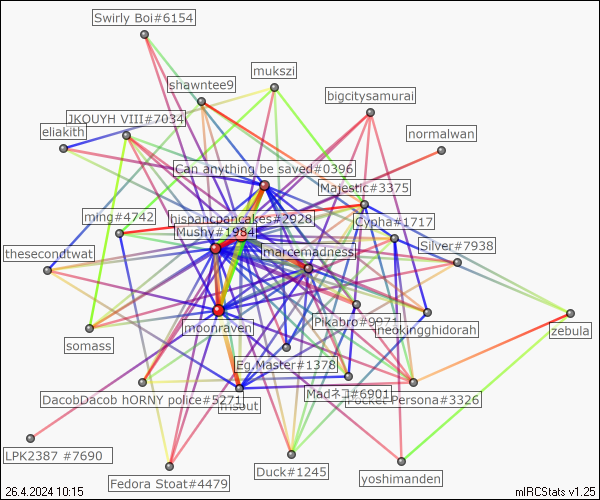 Swirly Boi#6154
mukszi
shawntee9
bigcitysamurai
JKOUYH VIII#7034
eliakith
normalwan
Can anything be saved#0396
Majestic#3375
ming#4742
hispancpancakes#2928
Cypha#1717
Mushy#1984
Silver#7938
thesecondtwat
marcemadness
moonraven
Pikabro#9071
neokingghidorah
zebula
somass
Eg.Master#1378
DacobDacob hORNY police#5271
Madネコ#6901
Pocket Persona#3326
LPK2387 #7690
Duck#1245
yoshimanden
Fedora Stoat#4479
26.4.2024 10:15
mIRCStats v1.25